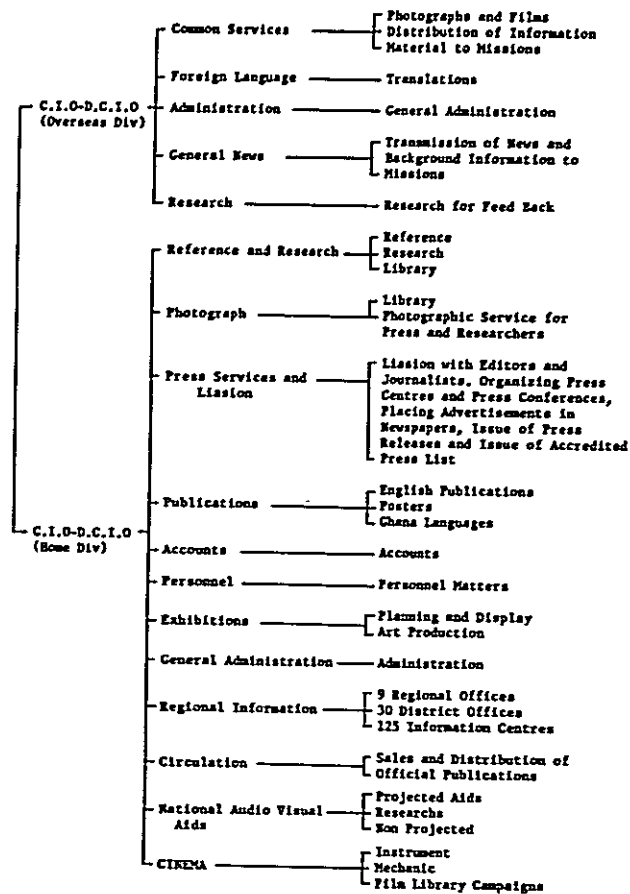 Common Services
Photographs and Films
Distribution of Information
Material to Missions
Foreign Language
Translations
C.I.O-D.C.I.O
(Overseas Div)
Administration
General Administration
General News
Transmission of News and
Background Information to
Missions
Research
Research for Feed Back
Reference and Research
Reference
Research
Library
Photograph
Library
Photographic Service for
Press and Researchers
Press Services and
Liasion
Liasion with Editors and
Journalists. Organizing Press
Centres and Press Conferences,
Placing Advertisements in
Newspapers, Issue of Press
Releases and Issue of Accredited
Press List
Publications
English Publications
Posters
Ghana Languages
C.I.O-D.C.I.O
(Home Div)
Accounts
Accounts
Personnel
Personnel Matters
Exhibitions
Planning and Display
Art Production
General Administration
Administration
Regional Information
9 Regional Offices
30 District Offices
125 Information Centres
Circulation
Sales and Distribution of
Official Publications
National Audio Visual
Aids
Projected Aids
Researchs
Non Projected
CINEMA
Instrument
Mechanic
Film Library Campaigns